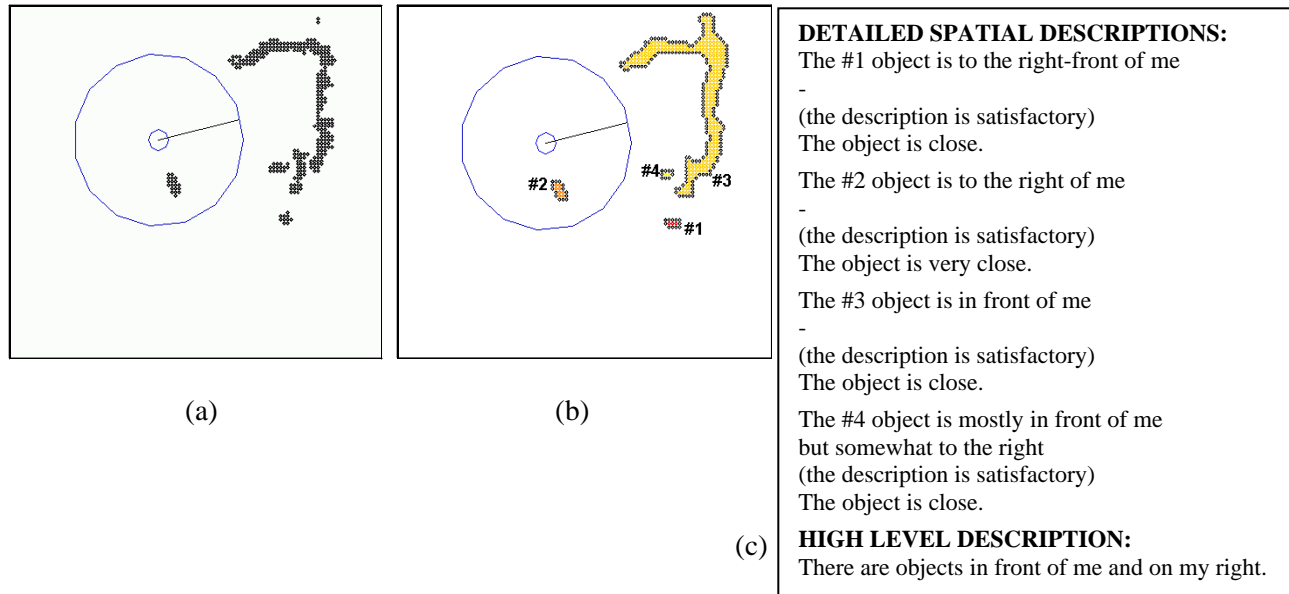 #2
#4
#3
#1
(a)
(b)
(c)
DETAILED SPATIAL DESCRIPTIONS:
The #1 object is to the right-front of me
-
(the description is satisfactory)
The object is close.
The #2 object is to the right of me
-
(the description is satisfactory)
The object is very close.
The #3 object is in front of me
-
(the description is satisfactory)
The object is close.
The #4 object is mostly in front of me
but somewhat to the right
(the description is satisfactory)
The object is close.
HIGH LEVEL DESCRIPTION:
There are objects in front of me and on my right.